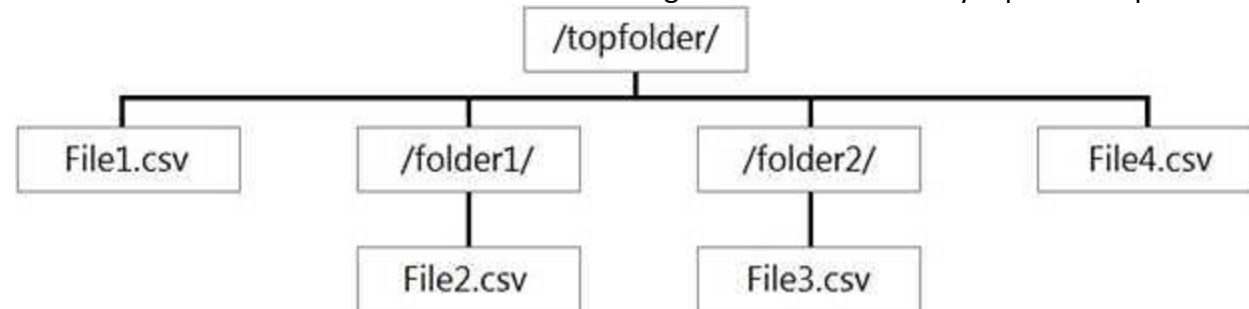 /topfolder/
File1.csv
/folder1/
/folder2/
File4.csv
File2.csv
File3.csv